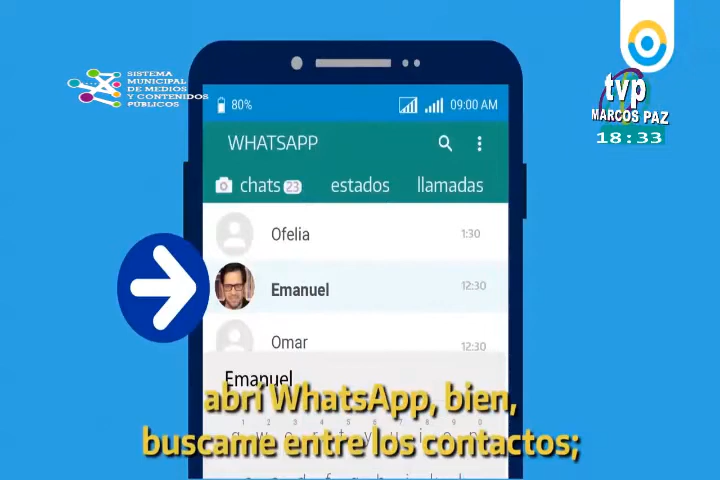 SISTEMA
MUNICIPAL
DE MEDIOS
Y CONTENIDOS
PÚBLICOS
tvp
MARCOS PAZ
18:33
80%
09:00 AM
WHATSAPP
chats 23 estados llamadas
Ofelia 1:30
Emanuel 12:30
Omar 12:30
Emanuel
abrí WhatsApp, bien,
buscame entre los contactos;